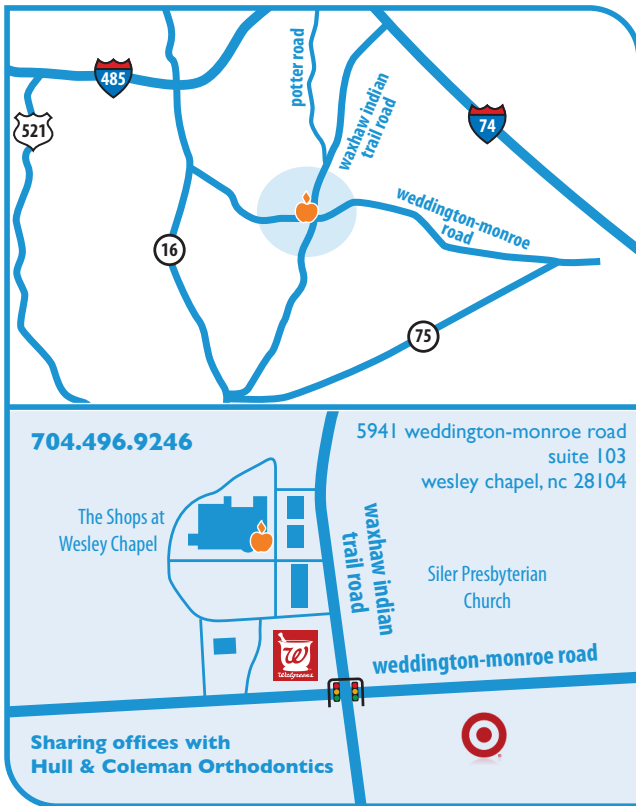 485
521
potter road
waxhaw indian
trail road
74
weddington-monroe
road
16
75
704.496.9246
5941 weddington-monroe road
suite 103
wesley chapel, nc 28104
The Shops at
Wesley Chapel
waxhaw indian
trail road
Siler Presbyterian
Church
W
Walgreens
weddington-monroe road
Sharing offices with
Hull & Coleman Orthodontics